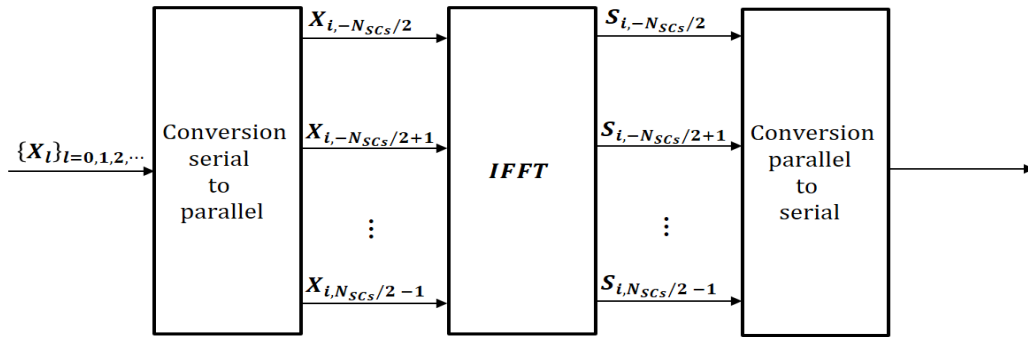 {X_l}_{l=0,1,2,⋯}
Conversion
serial
to
parallel
X_{i,-N_{SCs}/2}
X_{i,-N_{SCs}/2+1}
⋮
X_{i,N_{SCs}/2-1}
IFFT
S_{i,-N_{SCs}/2}
S_{i,-N_{SCs}/2+1}
⋮
S_{i,N_{SCs}/2-1}
Conversion
parallel
to
serial